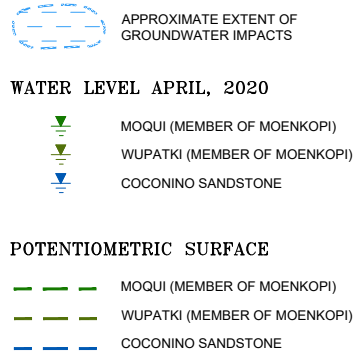 APPROXIMATE EXTENT OF
GROUNDWATER IMPACTS
WATER LEVEL APRIL, 2020
MOQUI (MEMBER OF MOENKOPI)
WUPATKI (MEMBER OF MOENKOPI)
COCONINO SANDSTONE
POTENTIOMETRIC SURFACE
MOQUI (MEMBER OF MOENKOPI)
WUPATKI (MEMBER OF MOENKOPI)
COCONINO SANDSTONE